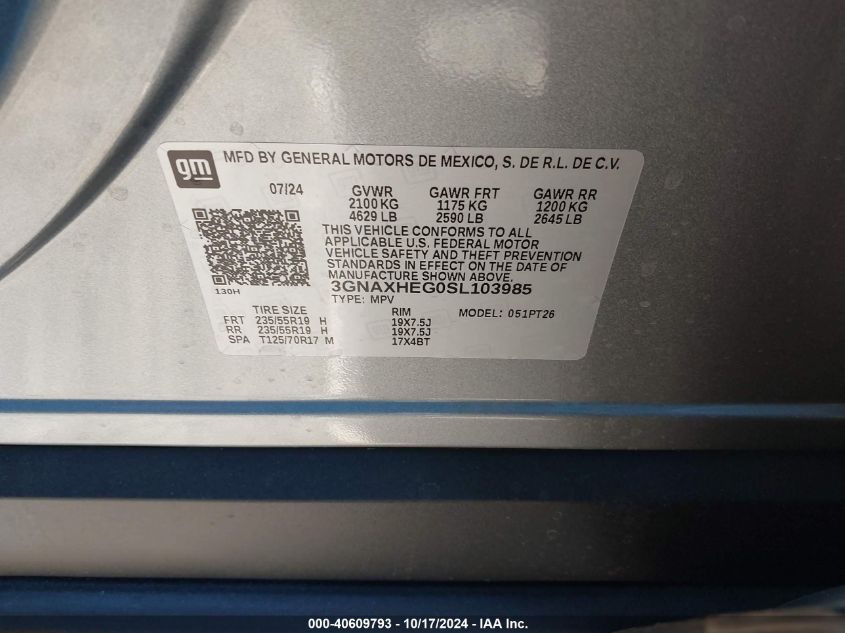 gm
MFD BY GENERAL MOTORS DE MEXICO, S. DE R.L. DE C.V.
07/24 GVWR GAWR FRT GAWR RR
2100 KG 1175 KG 1200 KG
4629 LB 2590 LB 2645 LB
THIS VEHICLE CONFORMS TO ALL
APPLICABLE U.S. FEDERAL MOTOR
VEHICLE SAFETY AND THEFT PREVENTION
STANDARDS IN EFFECT ON THE DATE OF
MANUFACTURE SHOWN ABOVE.
130H 3GNAXHEG0SL103985
TYPE: MPV
TIRE SIZE RIM MODEL: 051PT26
FRT 235/55R19 H 19X7.5J
RR 235/55R19 H 19X7.5J
SPA T125/70R17 M 17X4BT
000-40609793 - 10/17/2024 - IAA Inc.